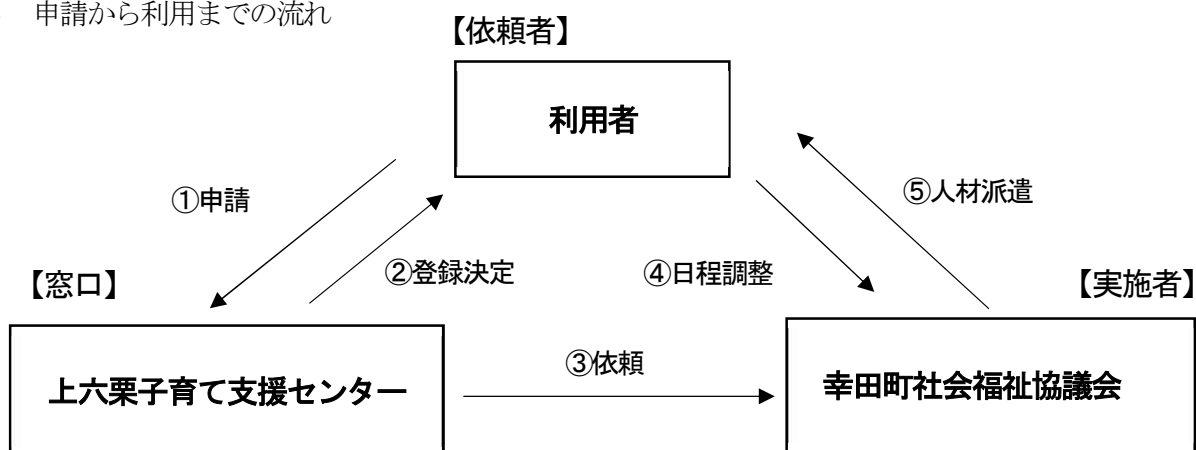 申請から利用までの流れ
【依頼者】
利用者
①申請
⑤人材派遣
②登録決定
④日程調整
【窓口】
【実施者】
③依頼
上六栗子育て支援センター
幸田町社会福祉協議会